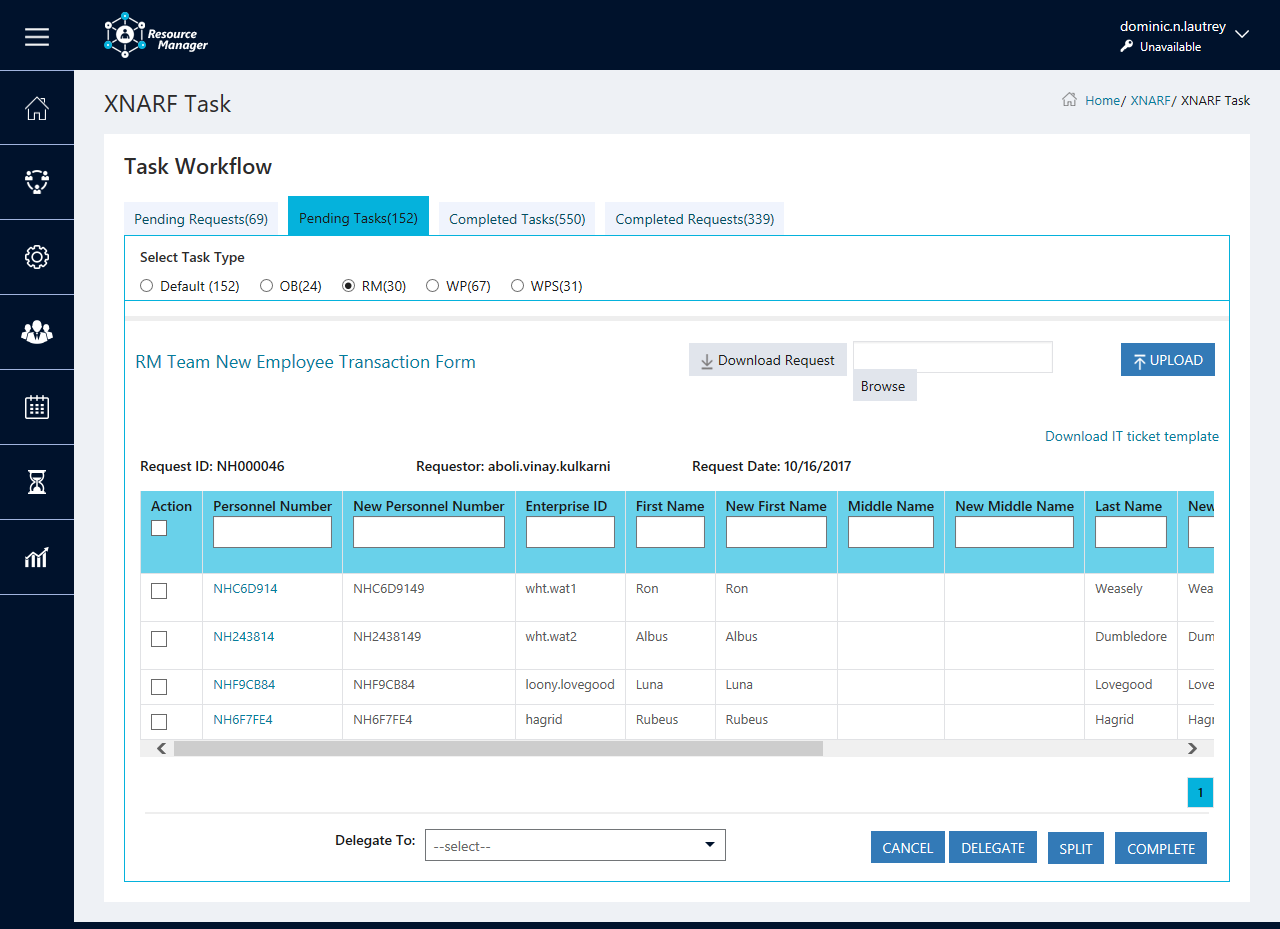 Resource
Manager
dominic.n.lautrey
Unavailable
XNARF Task
Home/ XNARF/ XNARF Task
Task Workflow
Pending Requests(69) Pending Tasks(152) Completed Tasks(550) Completed Requests(339)
Select Task Type
Default (152) OB(24) RM(30) WP(67) WPS(31)
RM Team New Employee Transaction Form
Download Request
UPLOAD
Browse
Download IT ticket template
Request ID: NH000046 Requestor: aboli.vinay.kulkarni Request Date: 10/16/2017
Action Personnel Number New Personnel Number Enterprise ID First Name New First Name Middle Name New Middle Name Last Name New
NHC6D914 NHC6D9149 wht.wat1 Ron Ron Weasely Wea
NH243814 NH2438149 wht.wat2 Albus Albus Dumbledore Dum
NHF9CB84 NHF9CB84 loony.lovegood Luna Luna Lovegood Love
NH6F7FE4 NH6F7FE4 hagrid Rubeus Rubeus Hagrid Hagr
1
Delegate To: --select-- CANCEL DELEGATE SPLIT COMPLETE